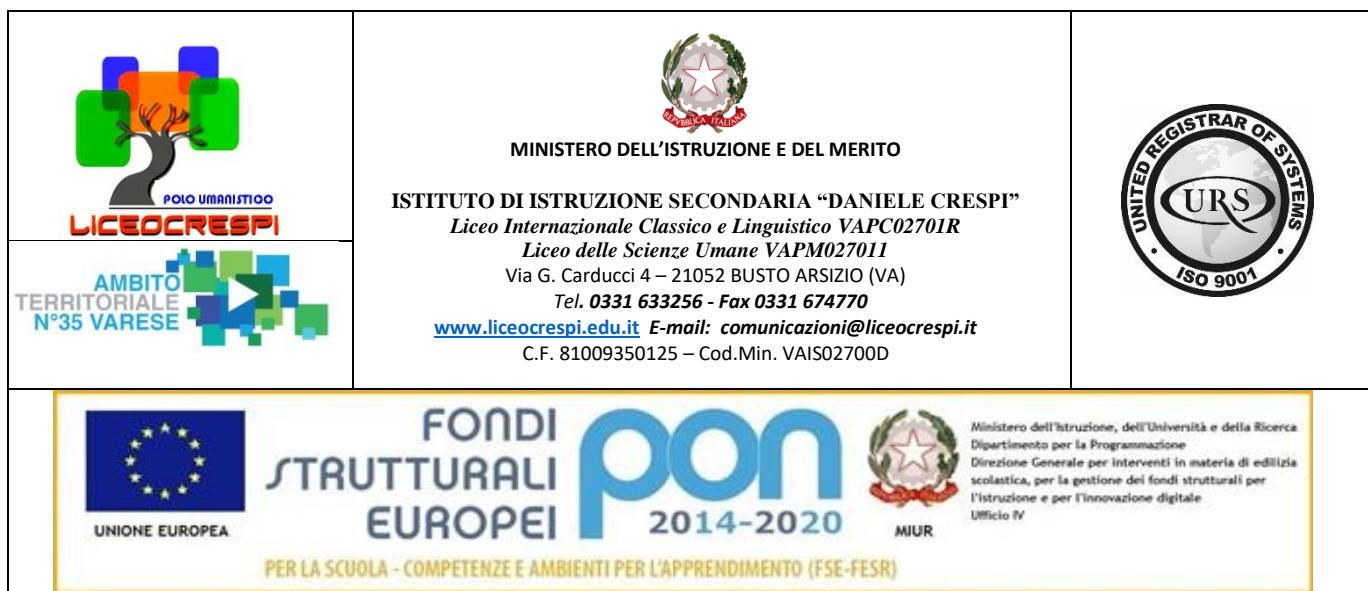 POLO UMANISTICO
LICEOCRESPI
AMBITO
TERRITORIALE
N°35 VARESE
REPVBBLICA ITALIANA
MINISTERO DELL'ISTRUZIONE E DEL MERITO
ISTITUTO DI ISTRUZIONE SECONDARIA “DANIELE CRESPI”
Liceo Internazionale Classico e Linguistico VAPC02701R
Liceo delle Scienze Umane VAPM027011
Via G. Carducci 4 – 21052 BUSTO ARSIZIO (VA)
Tel. 0331 633256 - Fax 0331 674770
www.liceocrespi.edu.it E-mail: comunicazioni@liceocrespi.it
C.F. 81009350125 – Cod.Min. VAIS02700D
UNITED REGISTRAR OF SYSTEMS
URS
ISO 9001
UNIONE EUROPEA
FONDI
STRUTTURALI
EUROPEI
pon
2014-2020
MIUR
Ministero dell'Istruzione, dell'Università e della Ricerca
Dipartimento per la Programmazione
Direzione Generale per interventi in materia di edilizia
scolastica, per la gestione dei fondi strutturali per
l'istruzione e per l'innovazione digitale
Ufficio IV
PER LA SCUOLA - COMPETENZE E AMBIENTI PER L'APPRENDIMENTO (FSE-FESR)